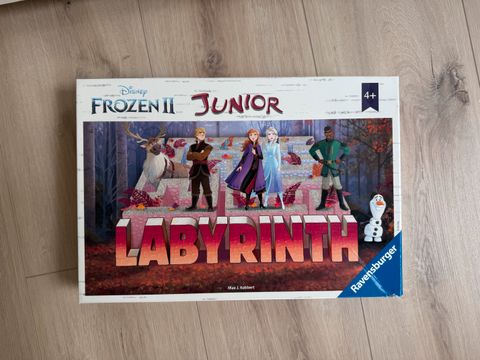 Disney
FROZEN II
JUNIOR
4+
LABYRINTH
Max J. Kobbert
Ravensburger